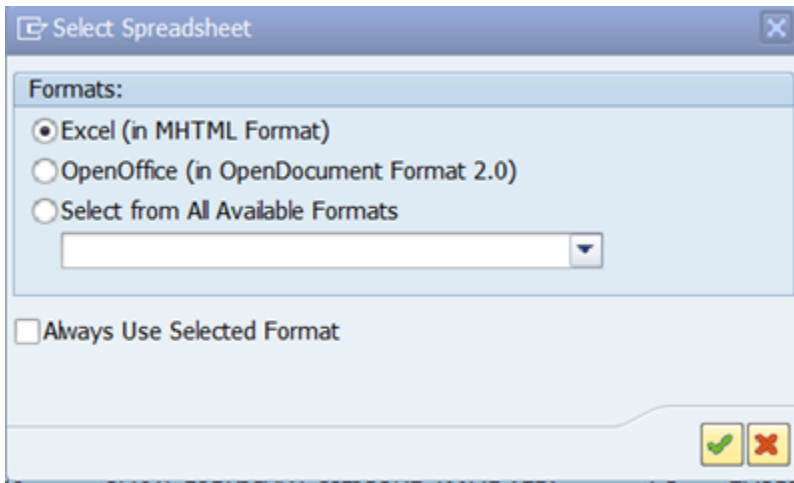 Select Spreadsheet
Formats:
Excel (in MHTML Format)
OpenOffice (in OpenDocument Format 2.0)
Select from All Available Formats
Always Use Selected Format